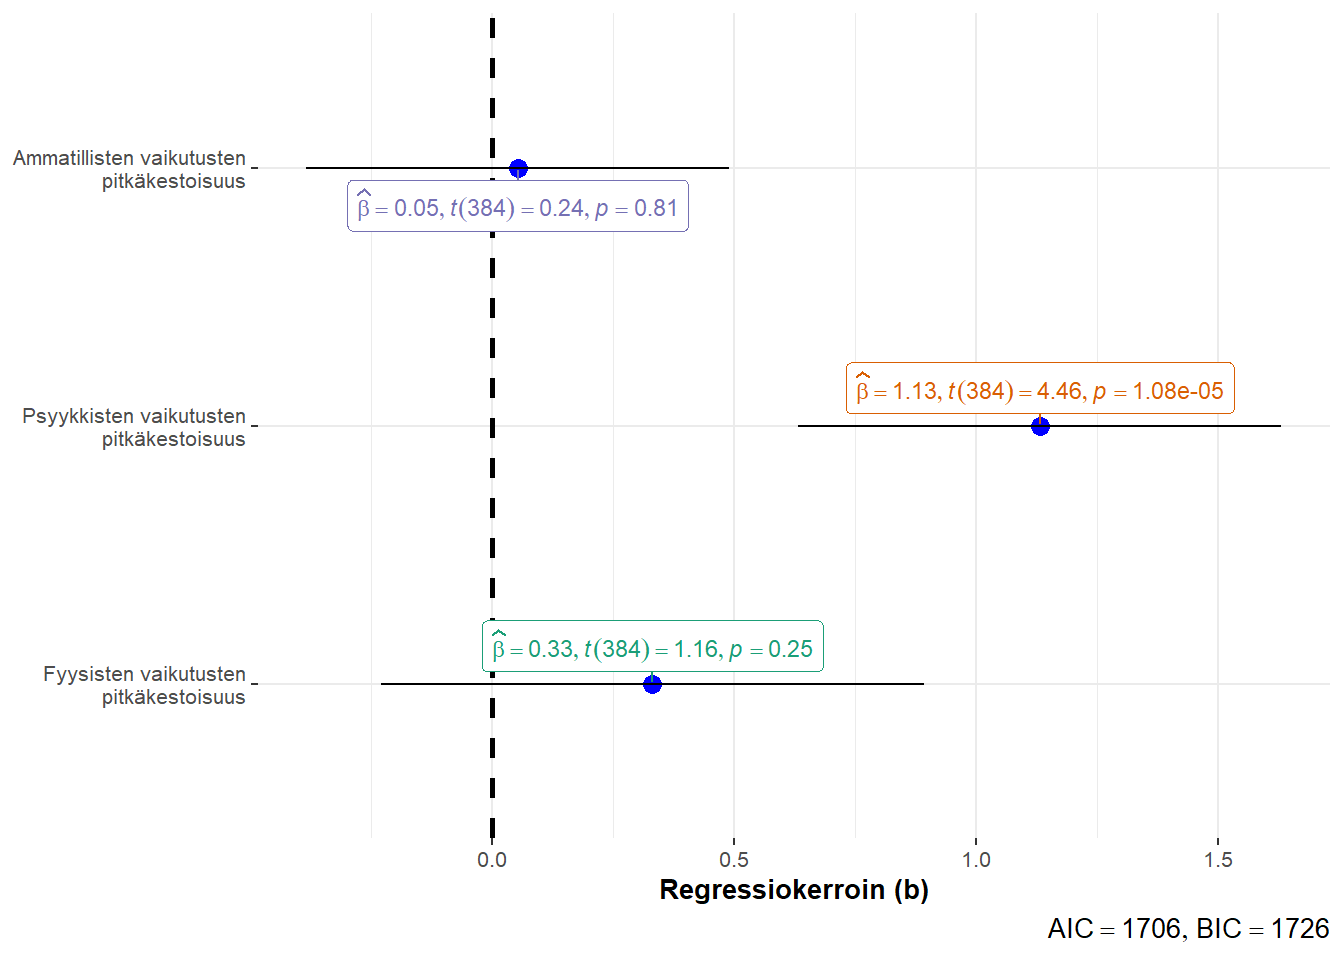 Ammatillisten vaikutusten
pitkäkestoisuus
β̂ = 0.05, t(384) = 0.24, p = 0.81
Psyykkisten vaikutusten
pitkäkestoisuus
β̂ = 1.13, t(384) = 4.46, p = 1.08e-05
Fyysisten vaikutusten
pitkäkestoisuus
β̂ = 0.33, t(384) = 1.16, p = 0.25
0.0 0.5 1.0 1.5
Regressiokerroin (b)
AIC = 1706, BIC = 1726